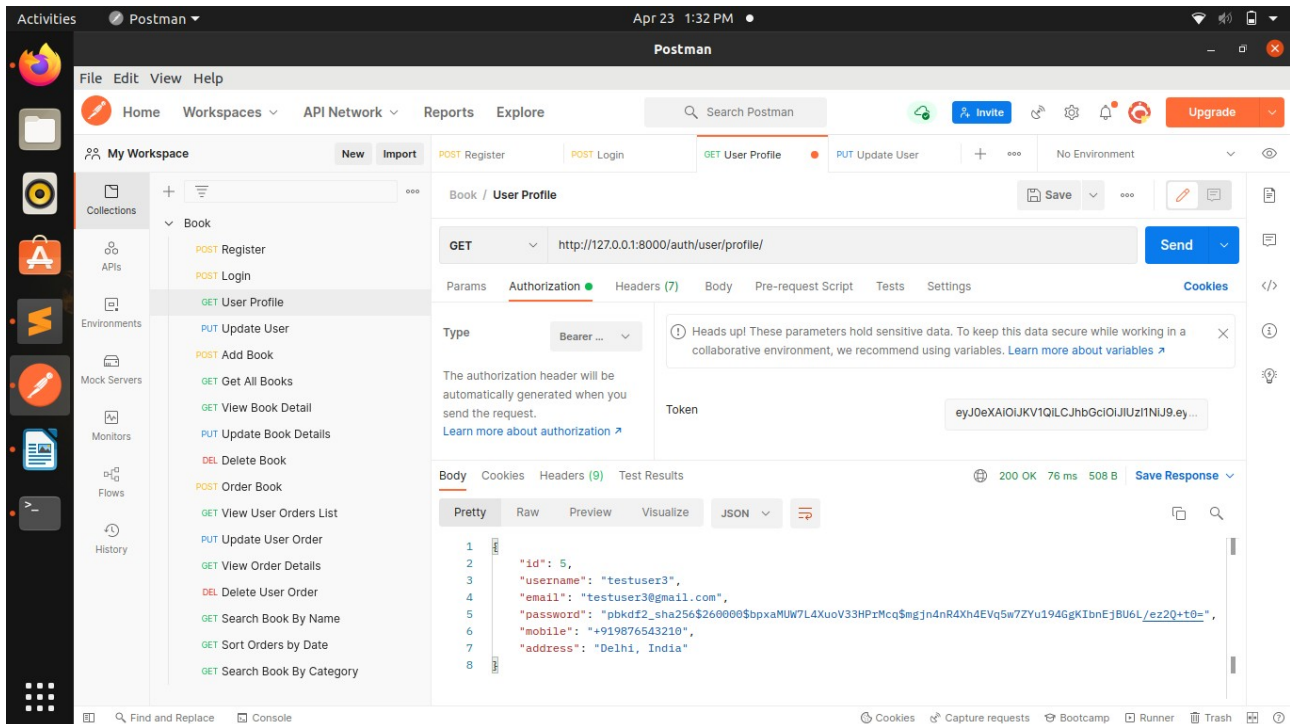 Activities
Postman
Apr 23 1:32 PM
Postman
File Edit View Help
Home Workspaces API Network Reports Explore
Search Postman
Invite
Upgrade
My Workspace
New Import
POST Register
POST Login
GET User Profile
PUT Update User
No Environment
Collections
APIs
Environments
Mock Servers
Monitors
Flows
History
Book
POST Register
POST Login
GET User Profile
PUT Update User
POST Add Book
GET Get All Books
GET View Book Detail
PUT Update Book Details
DEL Delete Book
POST Order Book
GET View User Orders List
PUT Update User Order
GET View Order Details
DEL Delete User Order
GET Search Book By Name
GET Sort Orders by Date
GET Search Book By Category
Book / User Profile
Save
GET http://127.0.0.1:8000/auth/user/profile/
Send
Params Authorization Headers (7) Body Pre-request Script Tests Settings
Cookies
Type Bearer ...
The authorization header will be
automatically generated when you
send the request.
Learn more about authorization ↗
Heads up! These parameters hold sensitive data. To keep this data secure while working in a
collaborative environment, we recommend using variables. Learn more about variables ↗
Token
eyJ0eXAiOiJKV1QiLCJhbGciOiJIUzI1NiJ9.ey...
Body Cookies Headers (9) Test Results
200 OK 76 ms 508 B Save Response
Pretty Raw Preview Visualize JSON
1 {
2 "id": 5,
3 "username": "testuser3",
4 "email": "testuser3@gmail.com",
5 "password": "pbkdf2_sha256$260000$bpxaMUW7L4XuoV33HPrMcq$mgjn4nR4Xh4EVq5w7ZYu194GgKIbnEjBU6L/ez2Q+t0=",
6 "mobile": "+919876543210",
7 "address": "Delhi, India"
8 }
Find and Replace Console
Cookies Capture requests Bootcamp Runner Trash